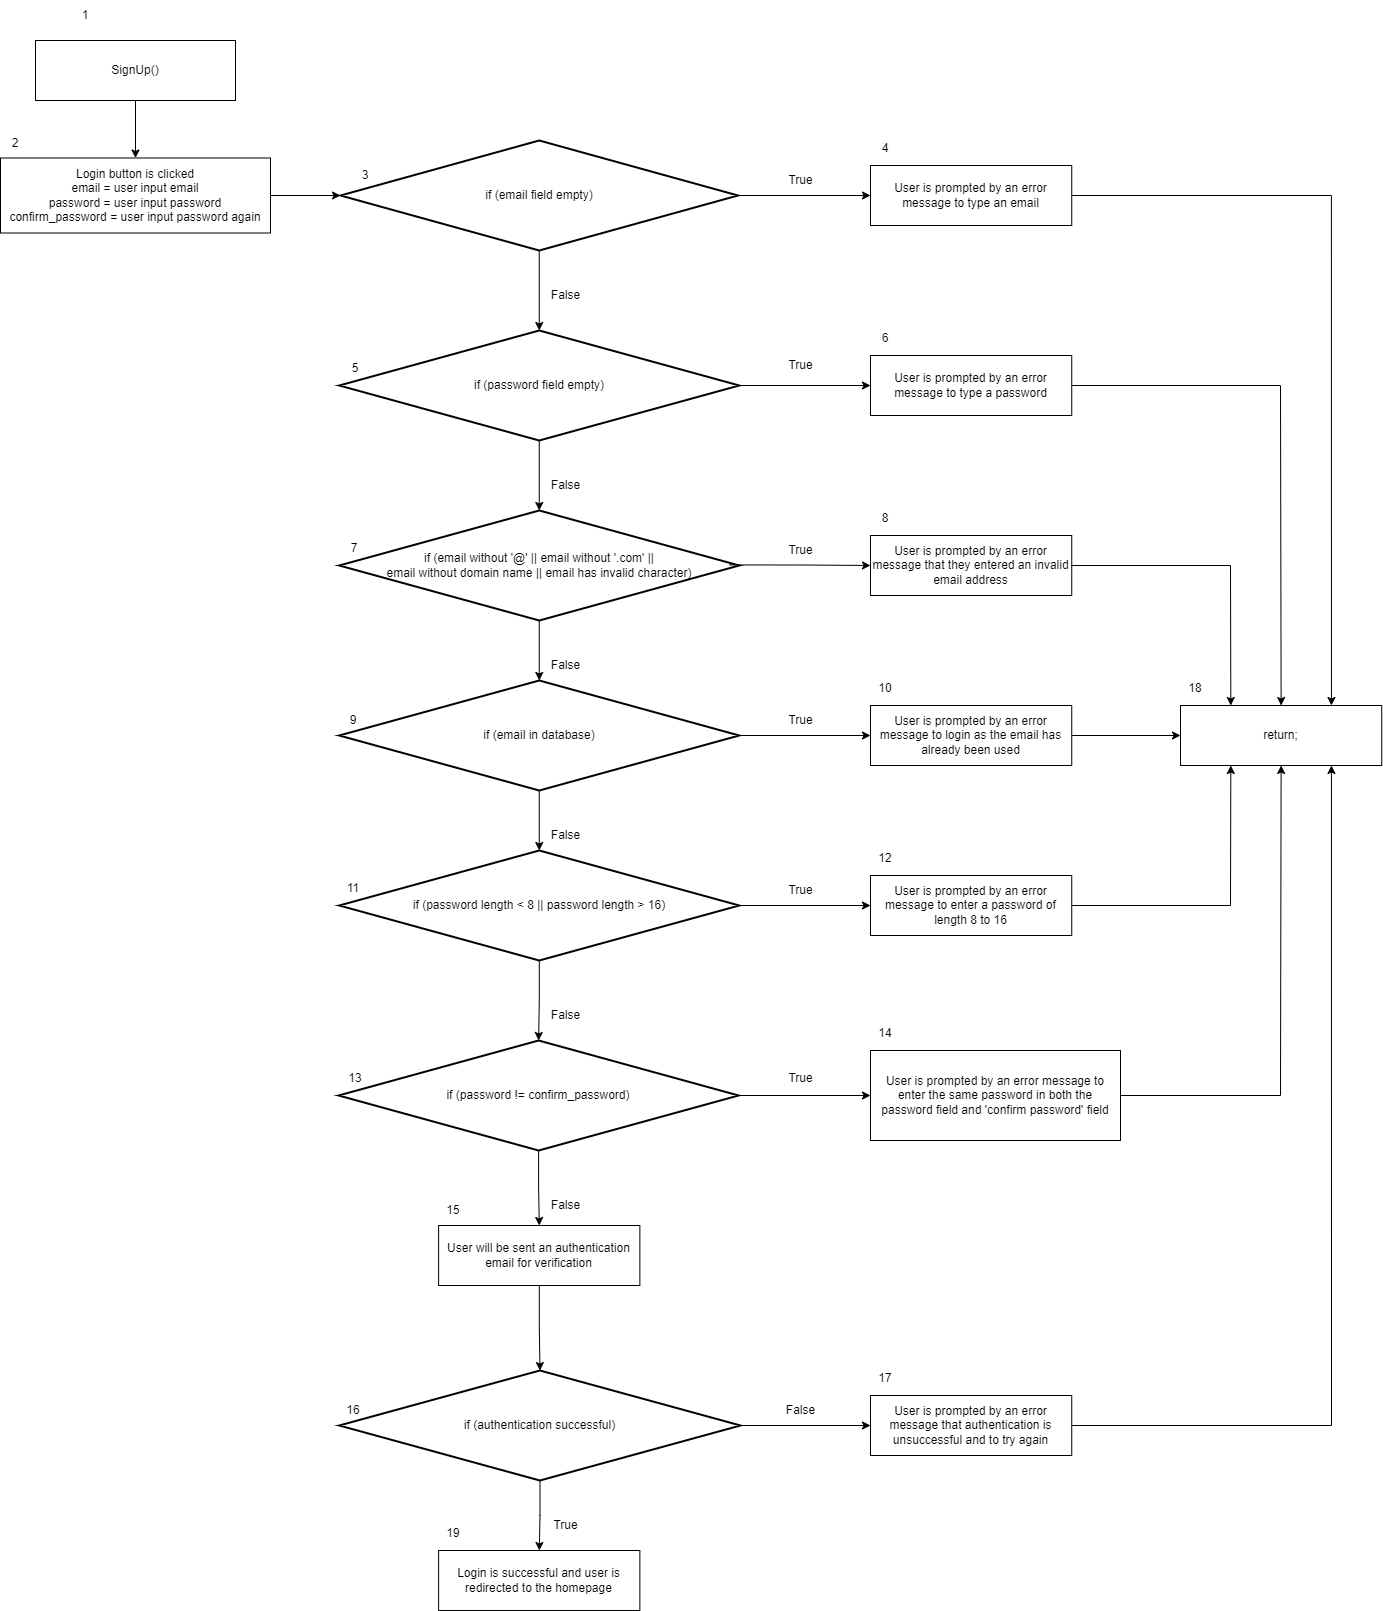 1
SignUp()
2
Login button is clicked
email = user input email
password = user input password
confirm_password = user input password again
3
if (email field empty)
True
4
User is prompted by an error
message to type an email
False
5
if (password field empty)
True
6
User is prompted by an error
message to type a password
False
7
if (email without '@' || email without '.com' ||
email without domain name || email has invalid character)
True
8
User is prompted by an error
message that they entered an invalid
email address
False
9
if (email in database)
True
10
User is prompted by an error
message to login as the email has
already been used
18
return;
False
11
if (password length < 8 || password length > 16)
True
12
User is prompted by an error
message to enter a password of
length 8 to 16
False
13
if (password != confirm_password)
True
14
User is prompted by an error message to
enter the same password in both the
password field and 'confirm password' field
False
15
User will be sent an authentication
email for verification
16
if (authentication successful)
False
17
User is prompted by an error
message that authentication is
unsuccessful and to try again
True
19
Login is successful and user is
redirected to the homepage